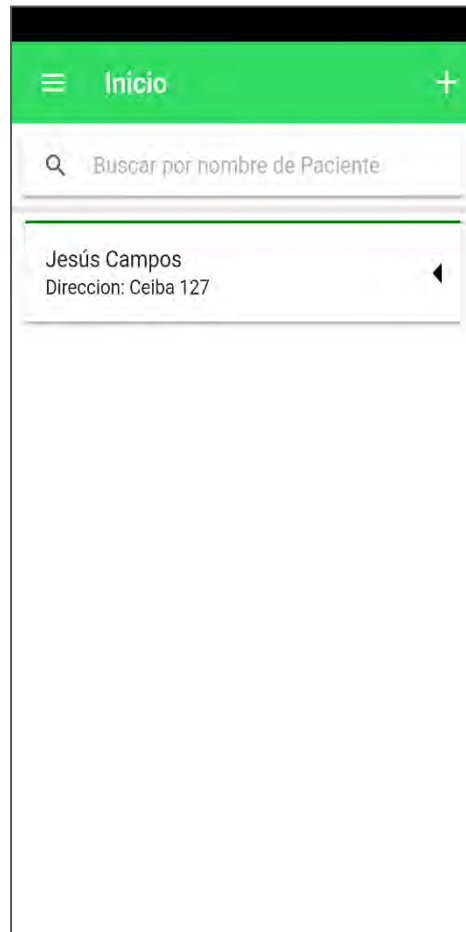 Inicio
Buscar por nombre de Paciente
Jesús Campos
Direccion: Ceiba 127